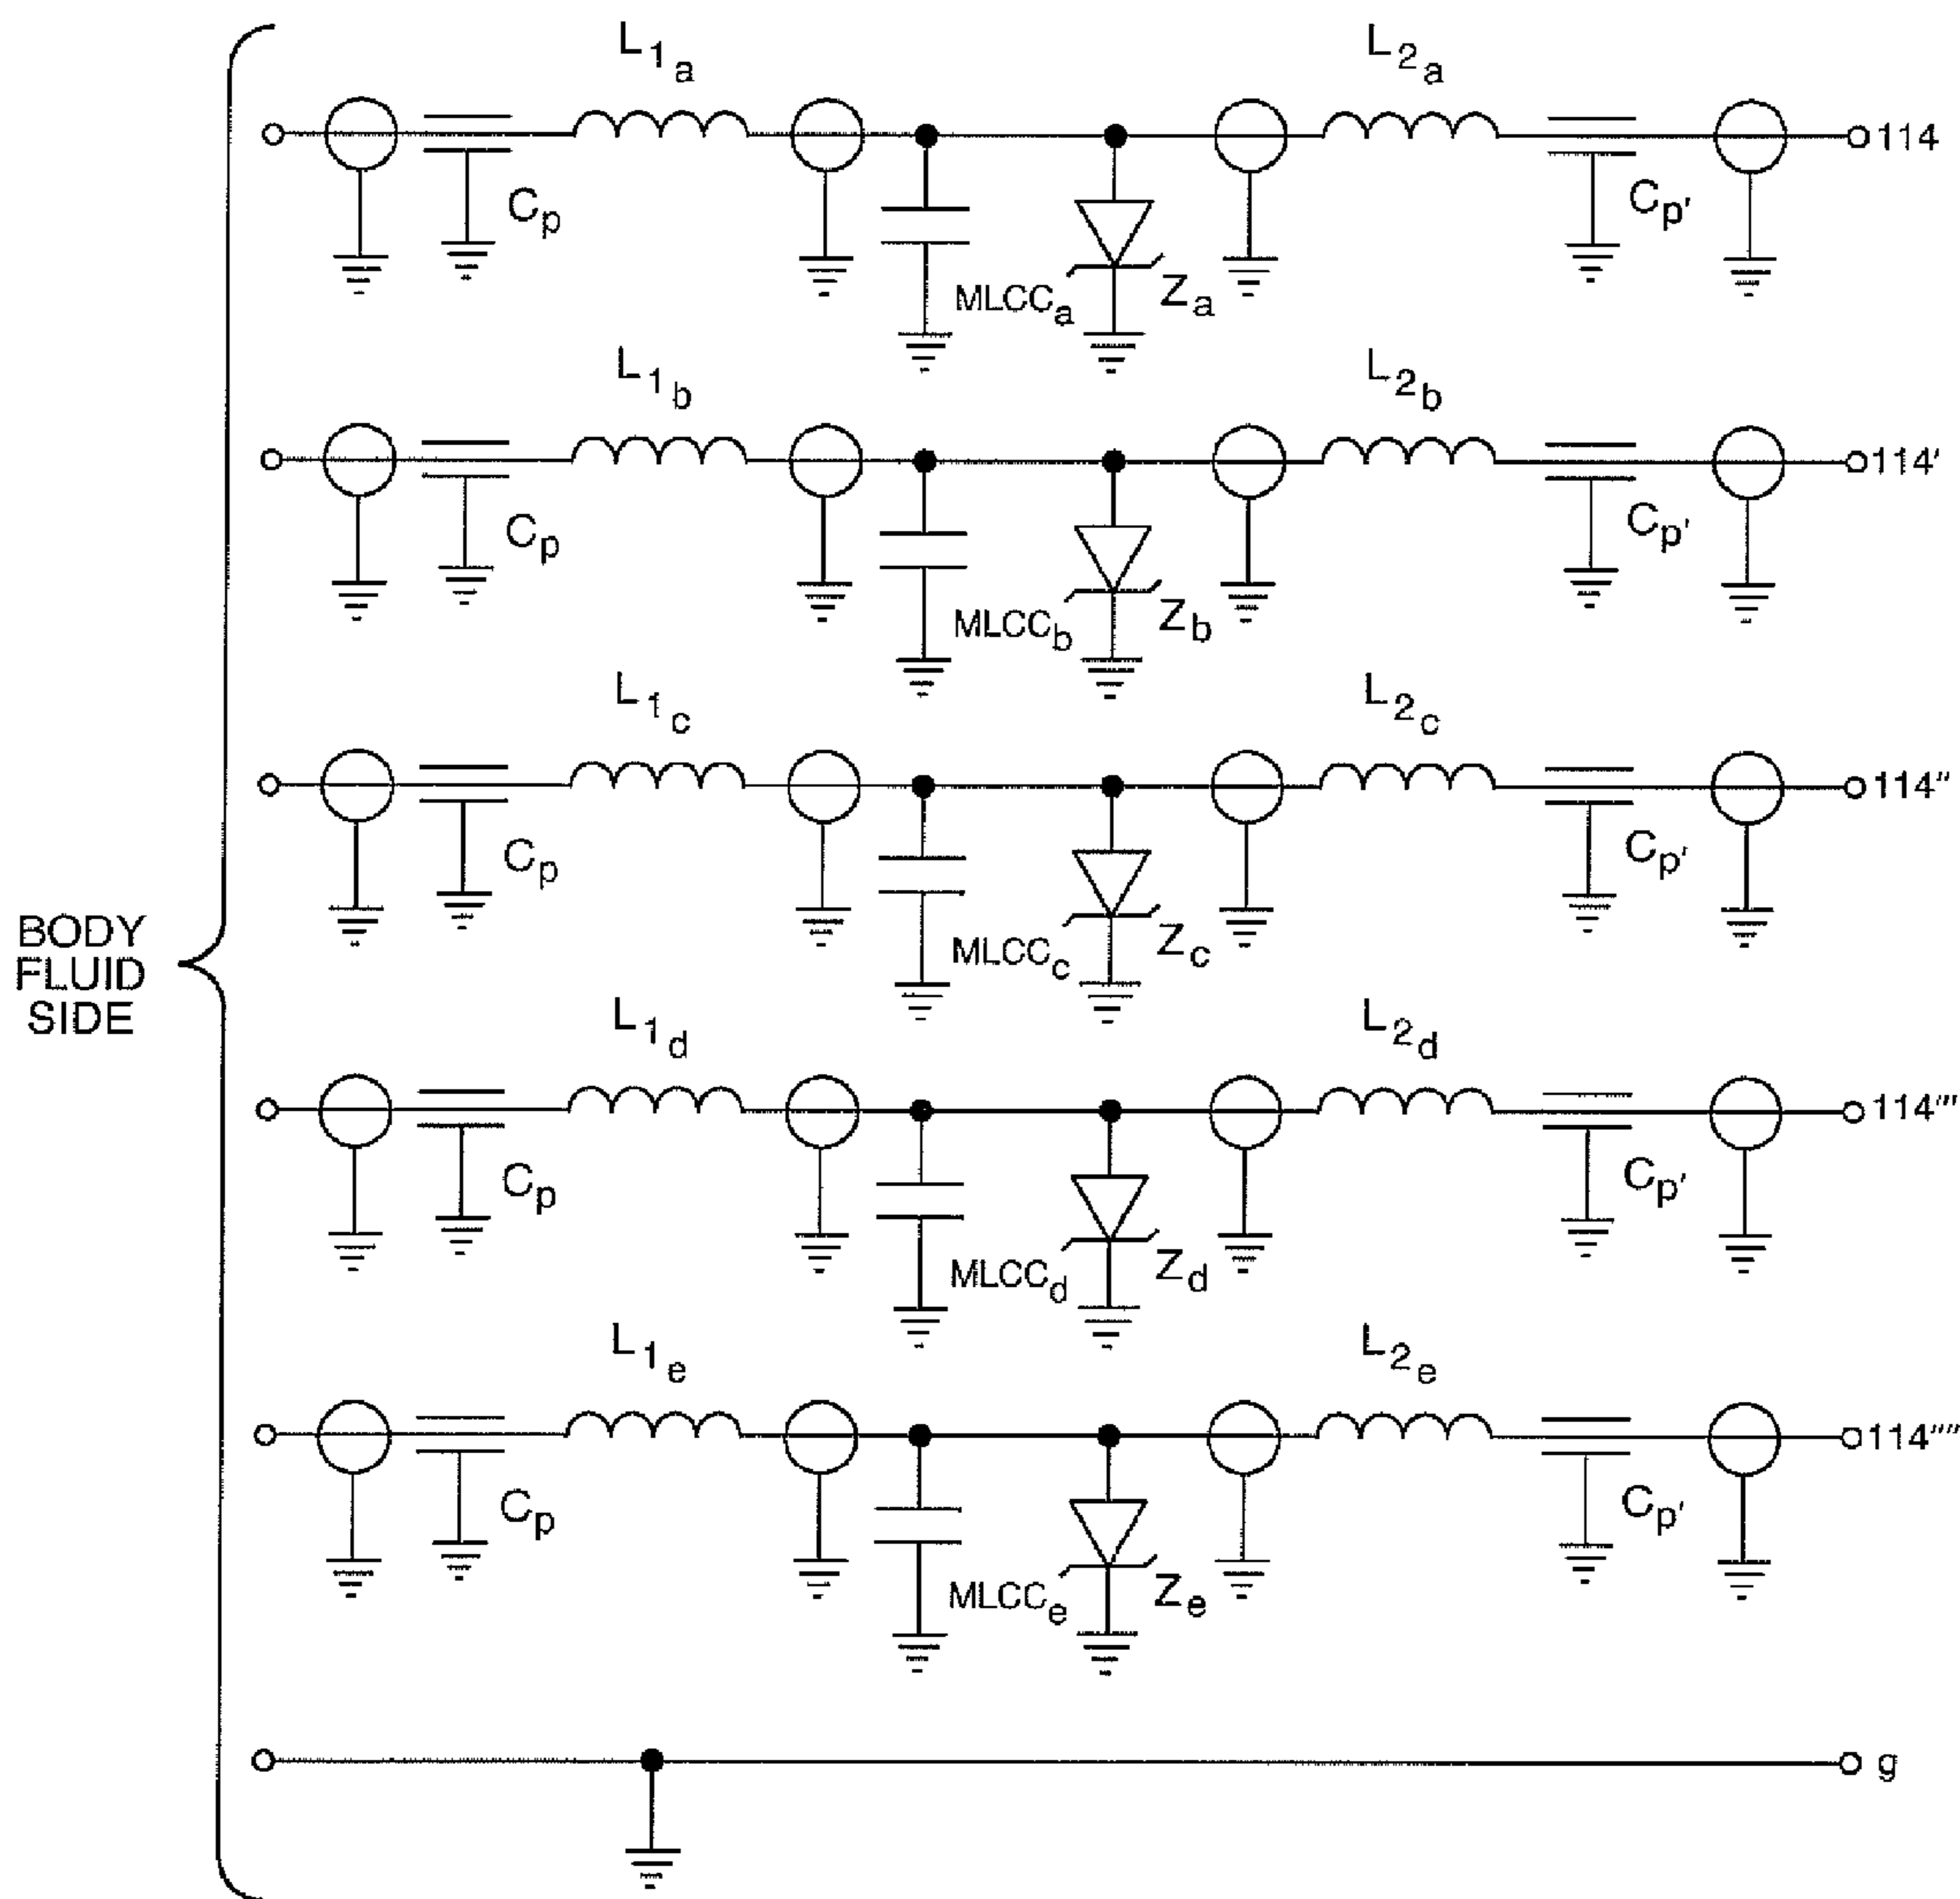 L1a L2a
114
Cp Cp'
MLCCa Za
L1b L2b
114'
Cp Cp'
MLCCb Zb
L1c L2c
114"
Cp Cp'
MLCCc Zc
BODY
FLUID
SIDE
L1d L2d
114'''
Cp Cp'
MLCCd Zd
L1e L2e
114""
Cp Cp'
MLCCe Ze
g